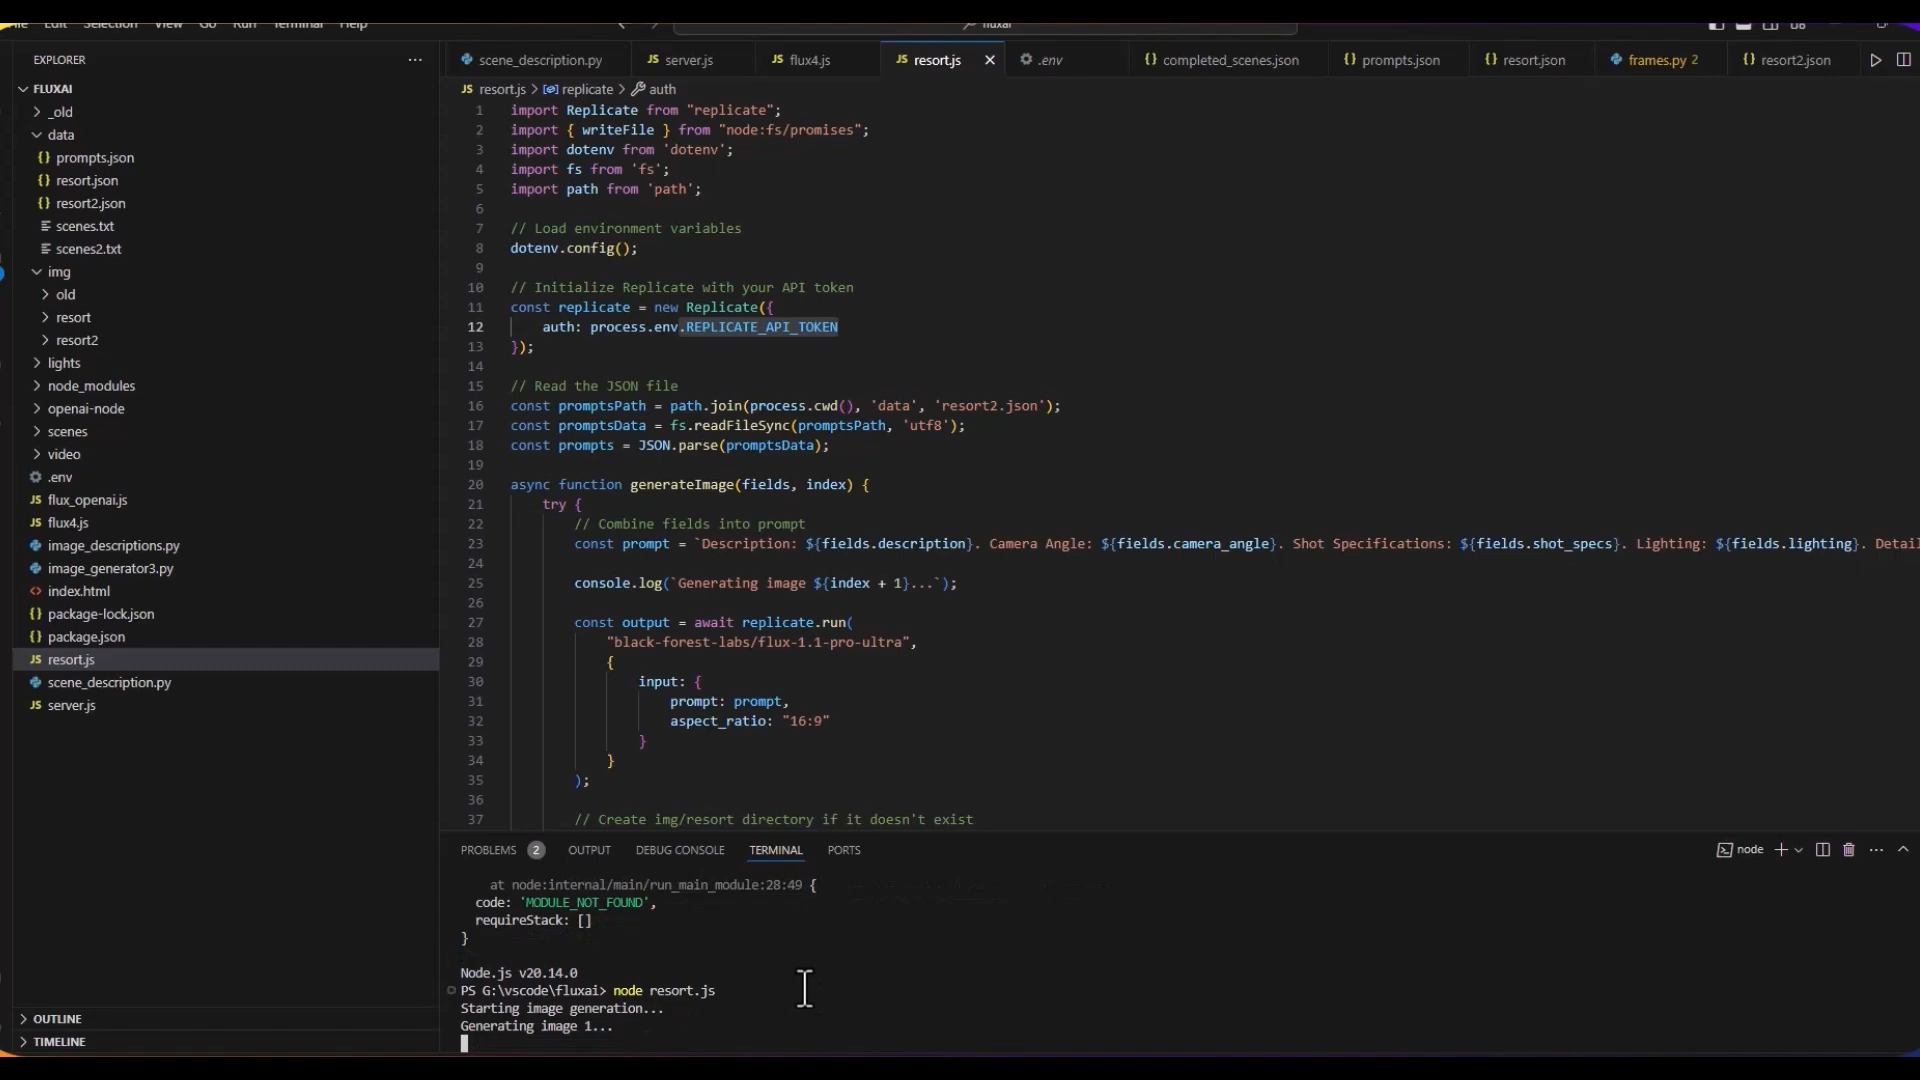 File Edit Selection View Go Run Terminal Help
fluxai
EXPLORER
FLUXAI
_old
data
prompts.json
resort.json
resort2.json
scenes.txt
scenes2.txt
img
old
resort
resort2
lights
node_modules
openai-node
scenes
video
.env
flux_openai.js
flux4.js
image_descriptions.py
image_generator3.py
index.html
package-lock.json
package.json
resort.js
scene_description.py
server.js
OUTLINE
TIMELINE
scene_description.py server.js flux4.js resort.js .env completed_scenes.json prompts.json resort.json frames.py 2 resort2.json
resort.js > replicate > auth
1 import Replicate from "replicate";
2 import { writeFile } from "node:fs/promises";
3 import dotenv from 'dotenv';
4 import fs from 'fs';
5 import path from 'path';
6
7 // Load environment variables
8 dotenv.config();
9
10 // Initialize Replicate with your API token
11 const replicate = new Replicate({
12 auth: process.env.REPLICATE_API_TOKEN
13 });
14
15 // Read the JSON file
16 const promptsPath = path.join(process.cwd(), 'data', 'resort2.json');
17 const promptsData = fs.readFileSync(promptsPath, 'utf8');
18 const prompts = JSON.parse(promptsData);
19
20 async function generateImage(fields, index) {
21 try {
22 // Combine fields into prompt
23 const prompt = `Description: ${fields.description}. Camera Angle: ${fields.camera_angle}. Shot Specifications: ${fields.shot_specs}. Lighting: ${fields.lighting}. Detail
24
25 console.log(`Generating image ${index + 1}...`);
26
27 const output = await replicate.run(
28 "black-forest-labs/flux-1.1-pro-ultra",
29 {
30 input: {
31 prompt: prompt,
32 aspect_ratio: "16:9"
33 }
34 }
35 );
36
37 // Create img/resort directory if it doesn't exist
PROBLEMS 2 OUTPUT DEBUG CONSOLE TERMINAL PORTS
node
at node:internal/main/run_main_module:28:49 {
code: 'MODULE_NOT_FOUND',
requireStack: []
}
Node.js v20.14.0
PS G:\vscode\fluxai> node resort.js
Starting image generation...
Generating image 1...